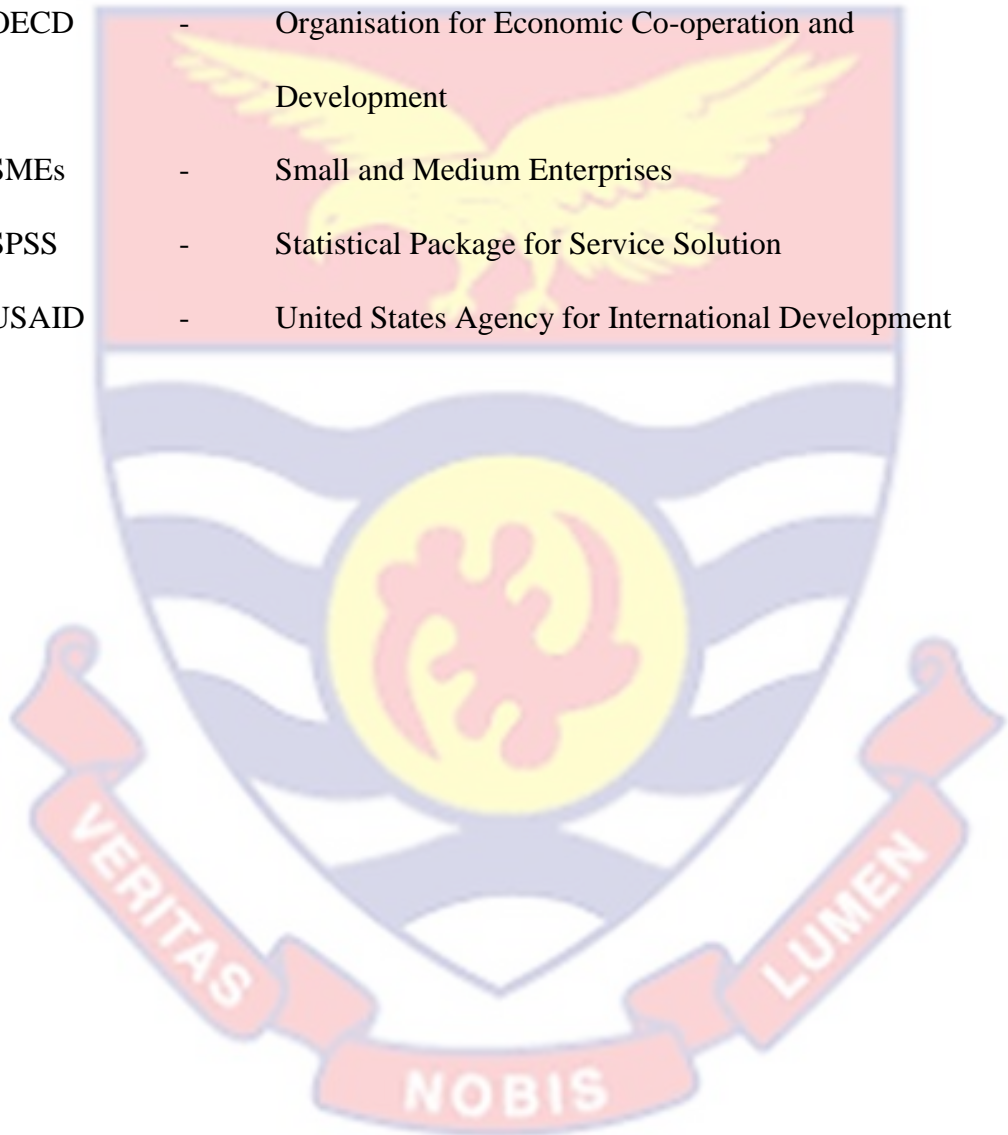 OECD - Organisation for Economic Co-operation and
Development
SMEs - Small and Medium Enterprises
SPSS - Statistical Package for Service Solution
USAID - United States Agency for International Development
VERITAS
NOBIS
LUMEN